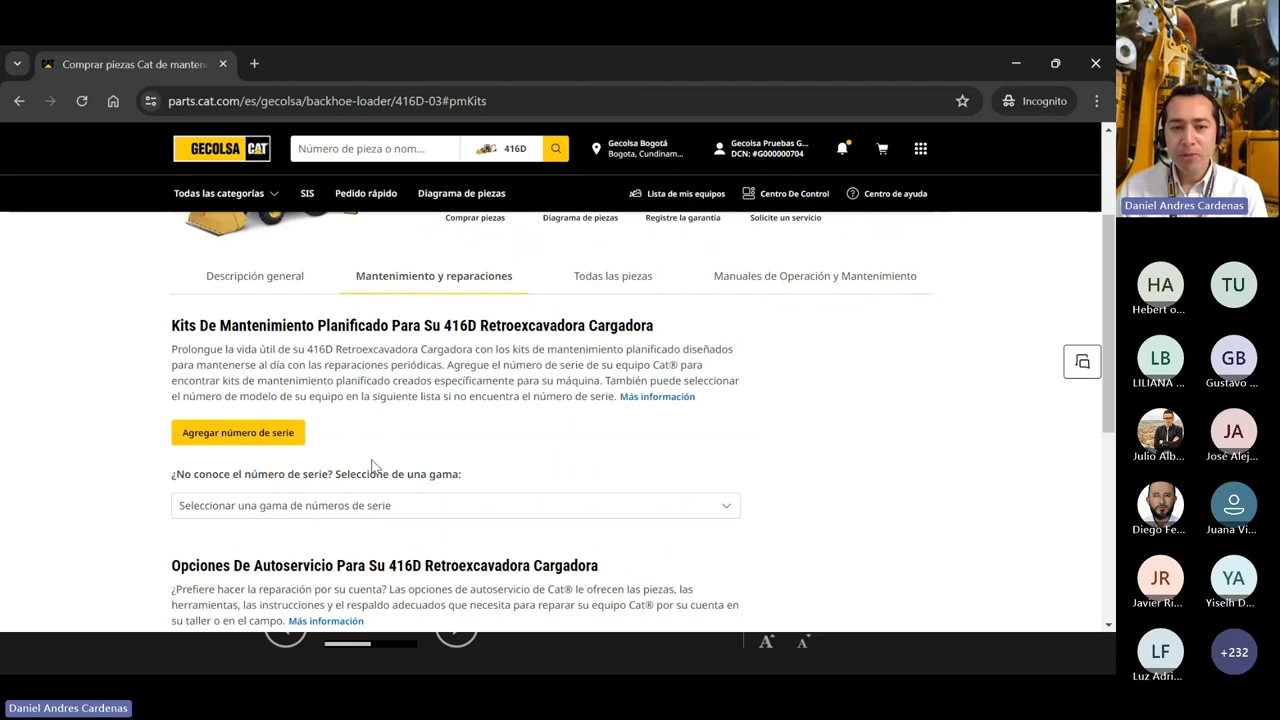 Comprar piezas Cat de manten
parts.cat.com/es/gecolsa/backhoe-loader/416D-03#pmKits
Incognito
GECOLSA CAT
Número de pieza o nom...
416D
Gecolsa Bogotá
Bogota, Cundinam...
Gecolsa Pruebas G...
DCN: #G000000704
Todas las categorías
SIS
Pedido rápido
Diagrama de piezas
Lista de mis equipos
Centro De Control
Centro de ayuda
Comprar piezas
Diagrama de piezas
Registre la garantía
Solicite un servicio
Descripción general
Mantenimiento y reparaciones
Todas las piezas
Manuales de Operación y Mantenimiento
Kits De Mantenimiento Planificado Para Su 416D Retroexcavadora Cargadora
Prolongue la vida útil de su 416D Retroexcavadora Cargadora con los kits de mantenimiento planificado diseñados
para mantenerse al día con las reparaciones periódicas. Agregue el número de serie de su equipo Cat® para
encontrar kits de mantenimiento planificado creados específicamente para su máquina. También puede seleccionar
el número de modelo de su equipo en la siguiente lista si no encuentra el número de serie. Más información
Agregar número de serie
¿No conoce el número de serie? Seleccione de una gama:
Seleccionar una gama de números de serie
Opciones De Autoservicio Para Su 416D Retroexcavadora Cargadora
¿Prefiere hacer la reparación por su cuenta? Las opciones de autoservicio de Cat® le ofrecen las piezas, las
herramientas, las instrucciones y el respaldo adecuados que necesita para reparar su equipo Cat® por su cuenta en
su taller o en el campo. Más información
A A
Daniel Andres Cardenas
Daniel Andres Cardenas
HA
TU
Hebert o...
LB
GB
LILIANA ...
Gustavo ...
JA
Julio Alb...
José Alej...
Diego Fe...
Juana Vi...
JR
YA
Javier Ri...
Yiselh D...
LF
+232
Luz Adri...